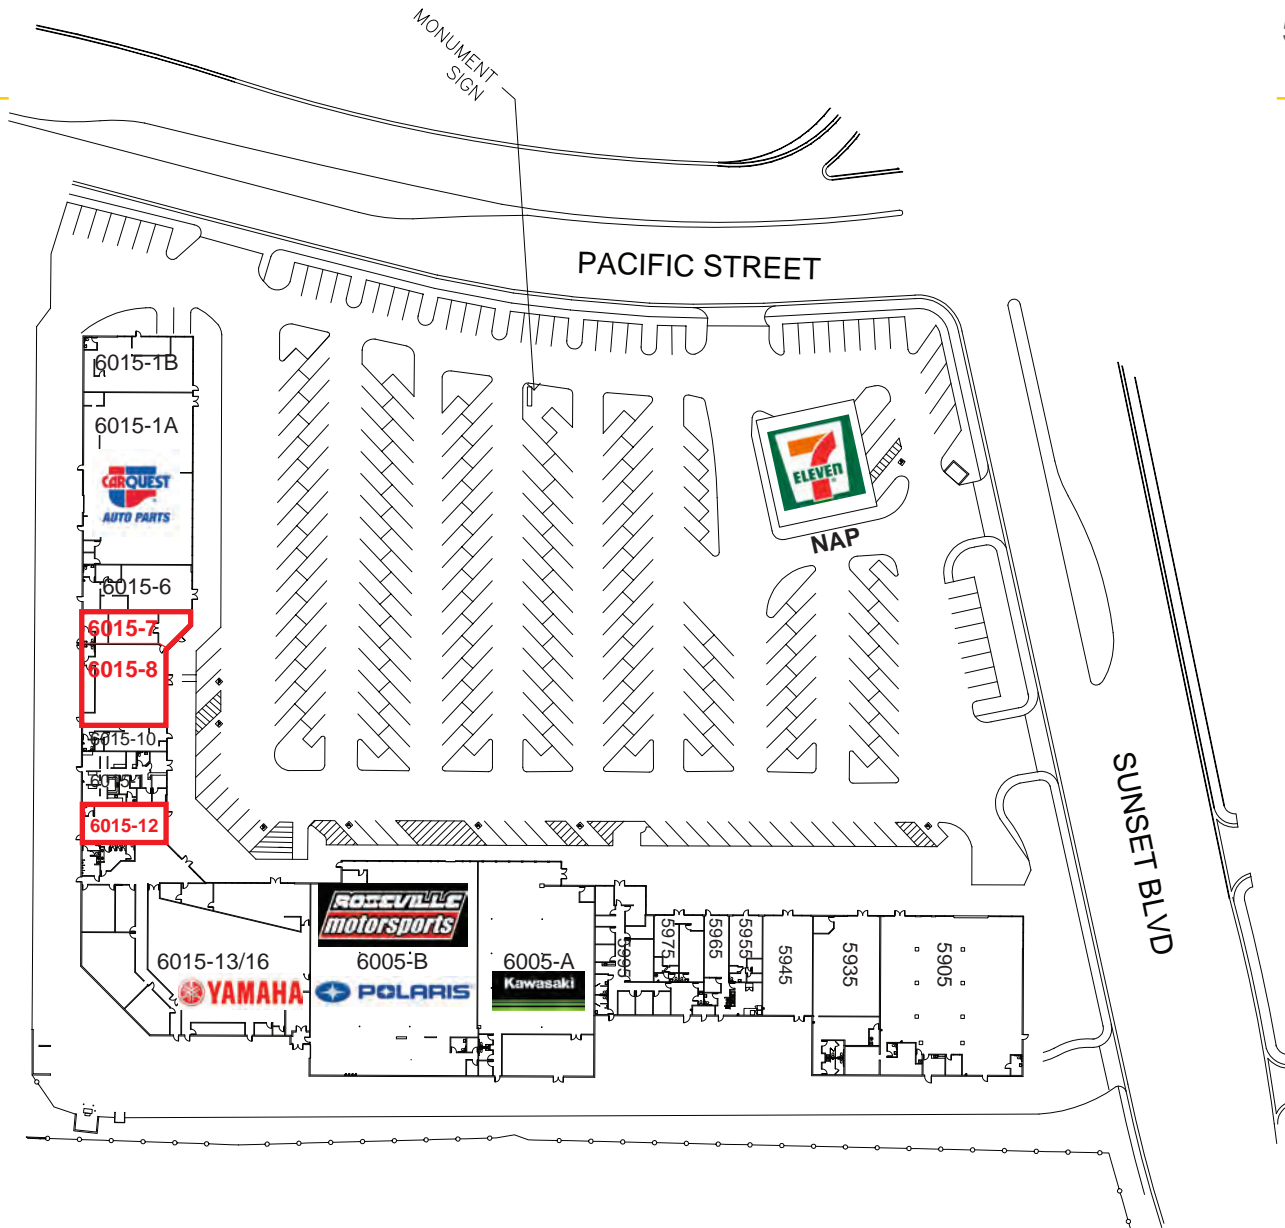 MONUMENT
SIGN
PACIFIC STREET
6015-1B
6015-1A
CARQUEST
AUTO PARTS
7
ELEVEN
NAP
6015-6
6015-7
6015-8
6015-10
6015-12
SUNSET BLVD
ROSEVILLE
motorsports
6015-13/16
6005-B
6005-A
YAMAHA
POLARIS
Kawasaki
5995
5975
5965
5955
5945
5935
5905